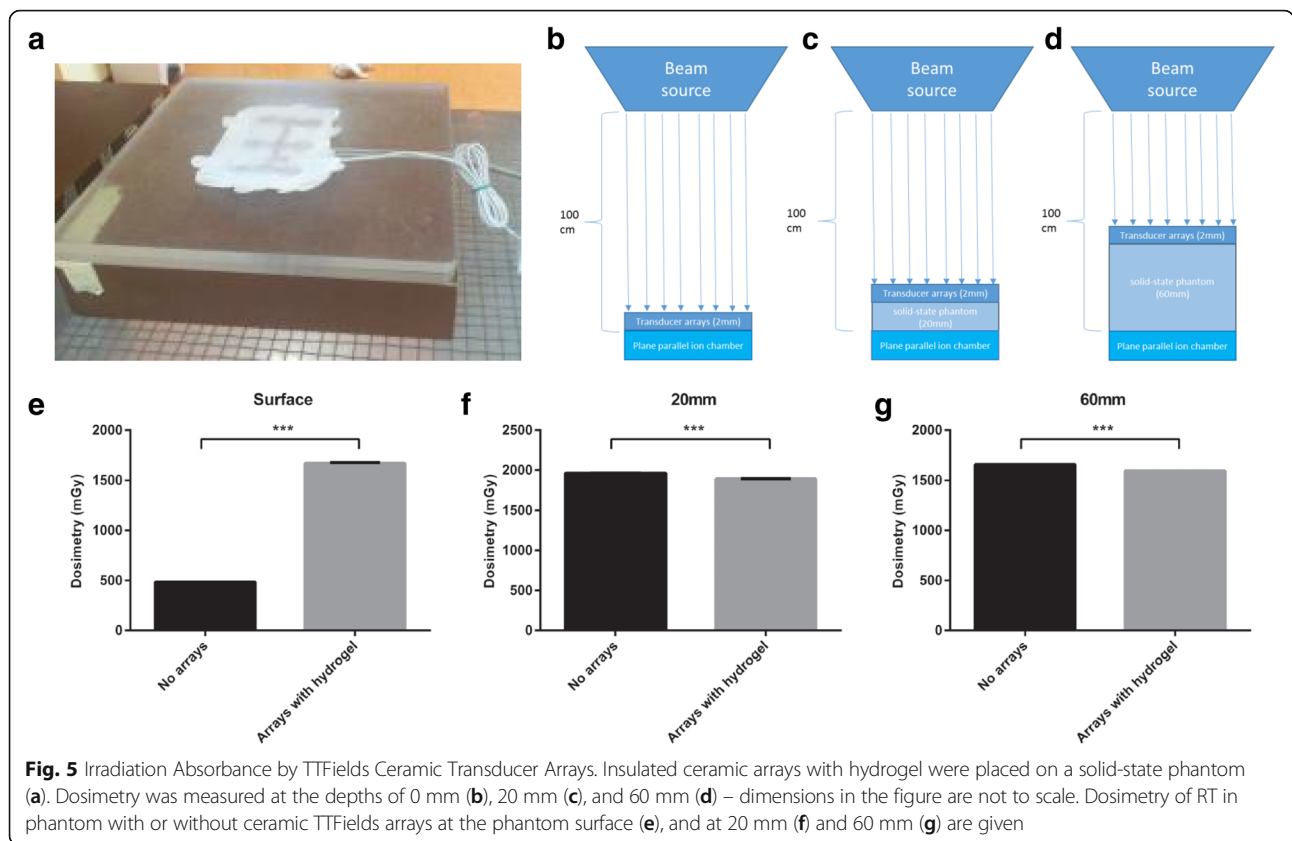 a
b
c
d
Beam
source
Beam
source
Beam
source
100
cm
100
cm
100
cm
Transducer arrays (2mm)
Plane parallel ion chamber
Transducer arrays (2mm)
solid-state phantom
(20mm)
Plane parallel ion chamber
Transducer arrays (2mm)
solid-state phantom
(60mm)
Plane parallel ion chamber
e
Surface
***
2000
1500
1000
500
0
Dosimetry (mGy)
No arrays
Arrays with hydrogel
f
20mm
***
2500
2000
1500
1000
500
0
Dosimetry (mGy)
No arrays
Arrays with hydrogel
g
60mm
***
2000
1500
1000
500
0
Dosimetry (mGy)
No arrays
Arrays with hydrogel
Fig. 5 Irradiation Absorbance by TTFields Ceramic Transducer Arrays. Insulated ceramic arrays with hydrogel were placed on a solid-state phantom
(a). Dosimetry was measured at the depths of 0 mm (b), 20 mm (c), and 60 mm (d) – dimensions in the figure are not to scale. Dosimetry of RT in
phantom with or without ceramic TTFields arrays at the phantom surface (e), and at 20 mm (f) and 60 mm (g) are given